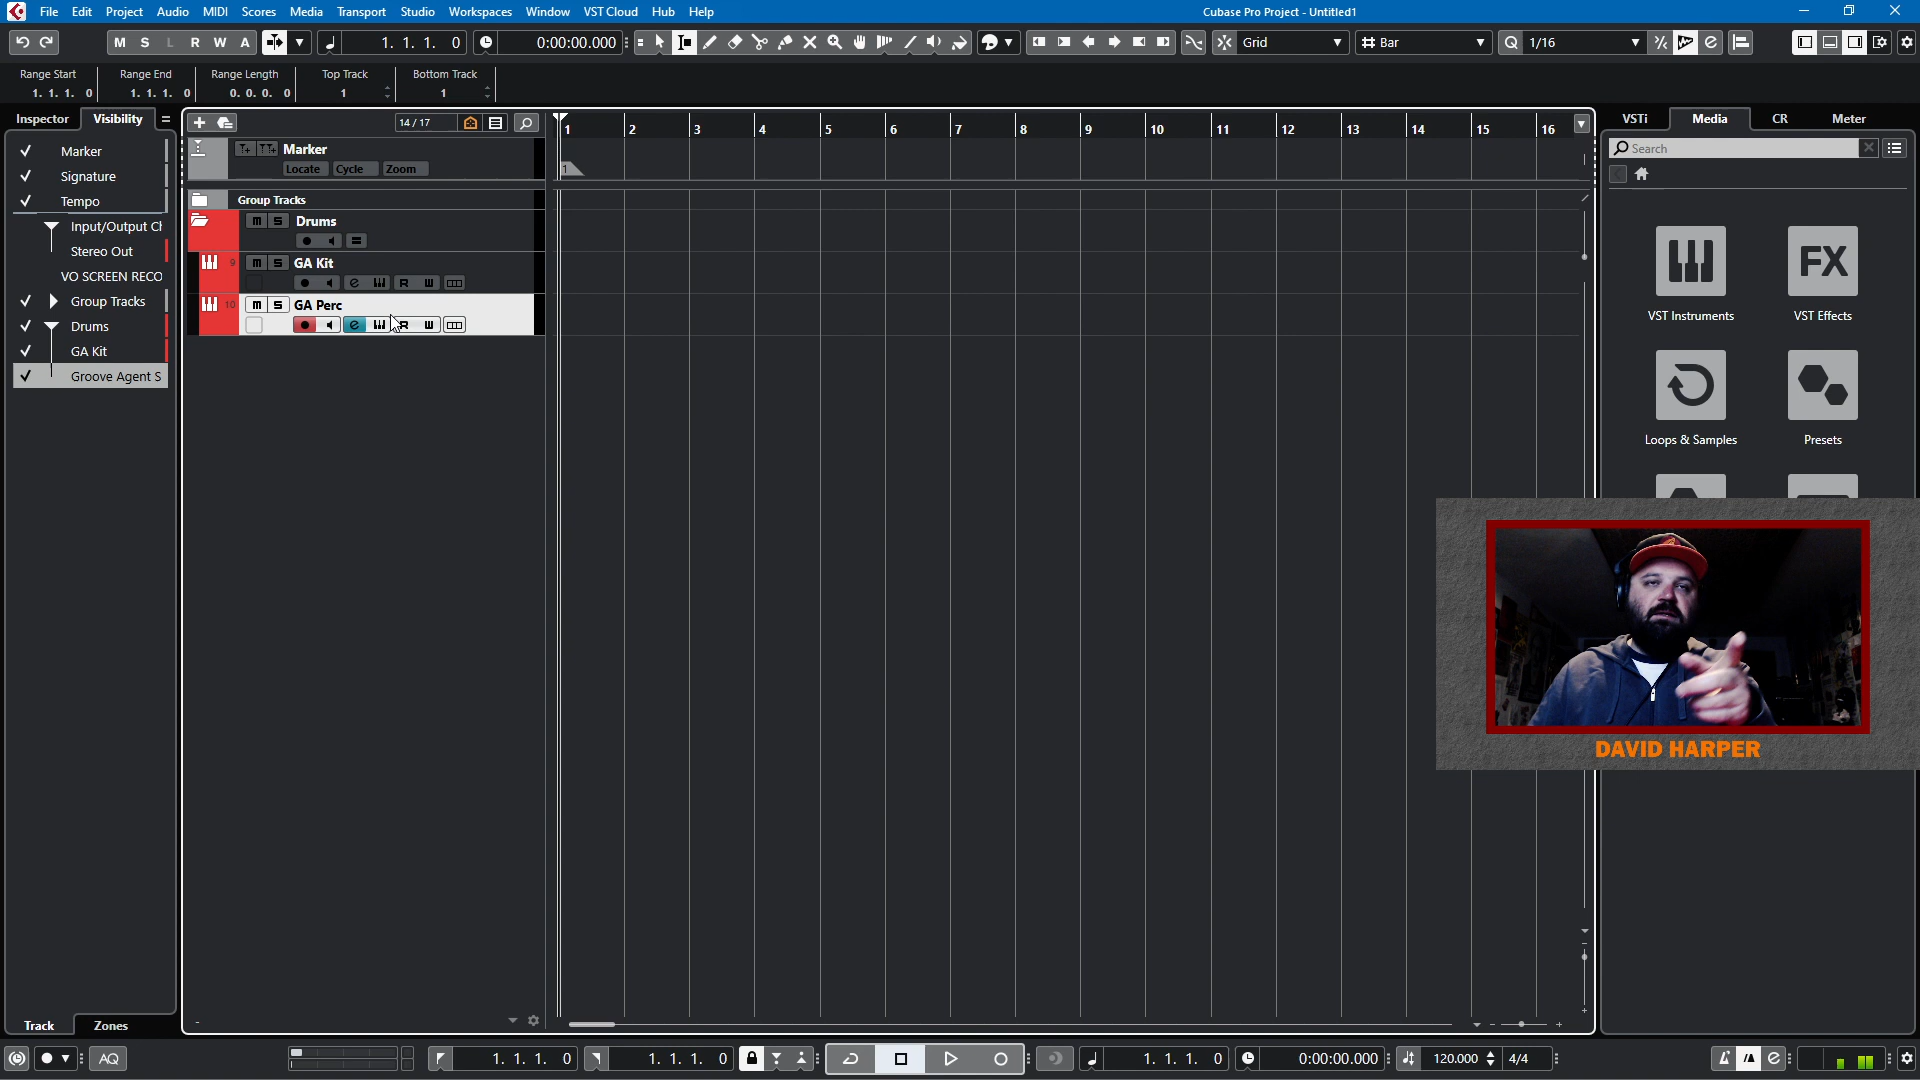 File Edit Project Audio MIDI Scores Media Transport Studio Workspaces Window VST Cloud Hub Help
Cubase Pro Project - Untitled1
M S L R W A
1. 1. 1. 0
0:00:00.000
Grid
Bar
Q 1/16
Range Start
1. 1. 1. 0
Range End
1. 1. 1. 0
Range Length
0. 0. 0. 0
Top Track
1
Bottom Track
1
Inspector
Visibility
Marker
Signature
Tempo
Input/Output Ch
Stereo Out
VO SCREEN RECO
Group Tracks
Drums
GA Kit
Groove Agent S
14 / 17
Marker
Locate Cycle Zoom
Group Tracks
m S Drums
9 m S GA Kit
e R W
10 m S GA Perc
e R W
1 2 3 4 5 6 7 8 9 10 11 12 13 14 15 16
1
VSTi Media CR Meter
Search
VST Instruments
FX
VST Effects
Loops & Samples
Presets
DAVID HARPER
Track Zones
AQ
1. 1. 1. 0
1. 1. 1. 0
1. 1. 1. 0
0:00:00.000
120.000
4/4